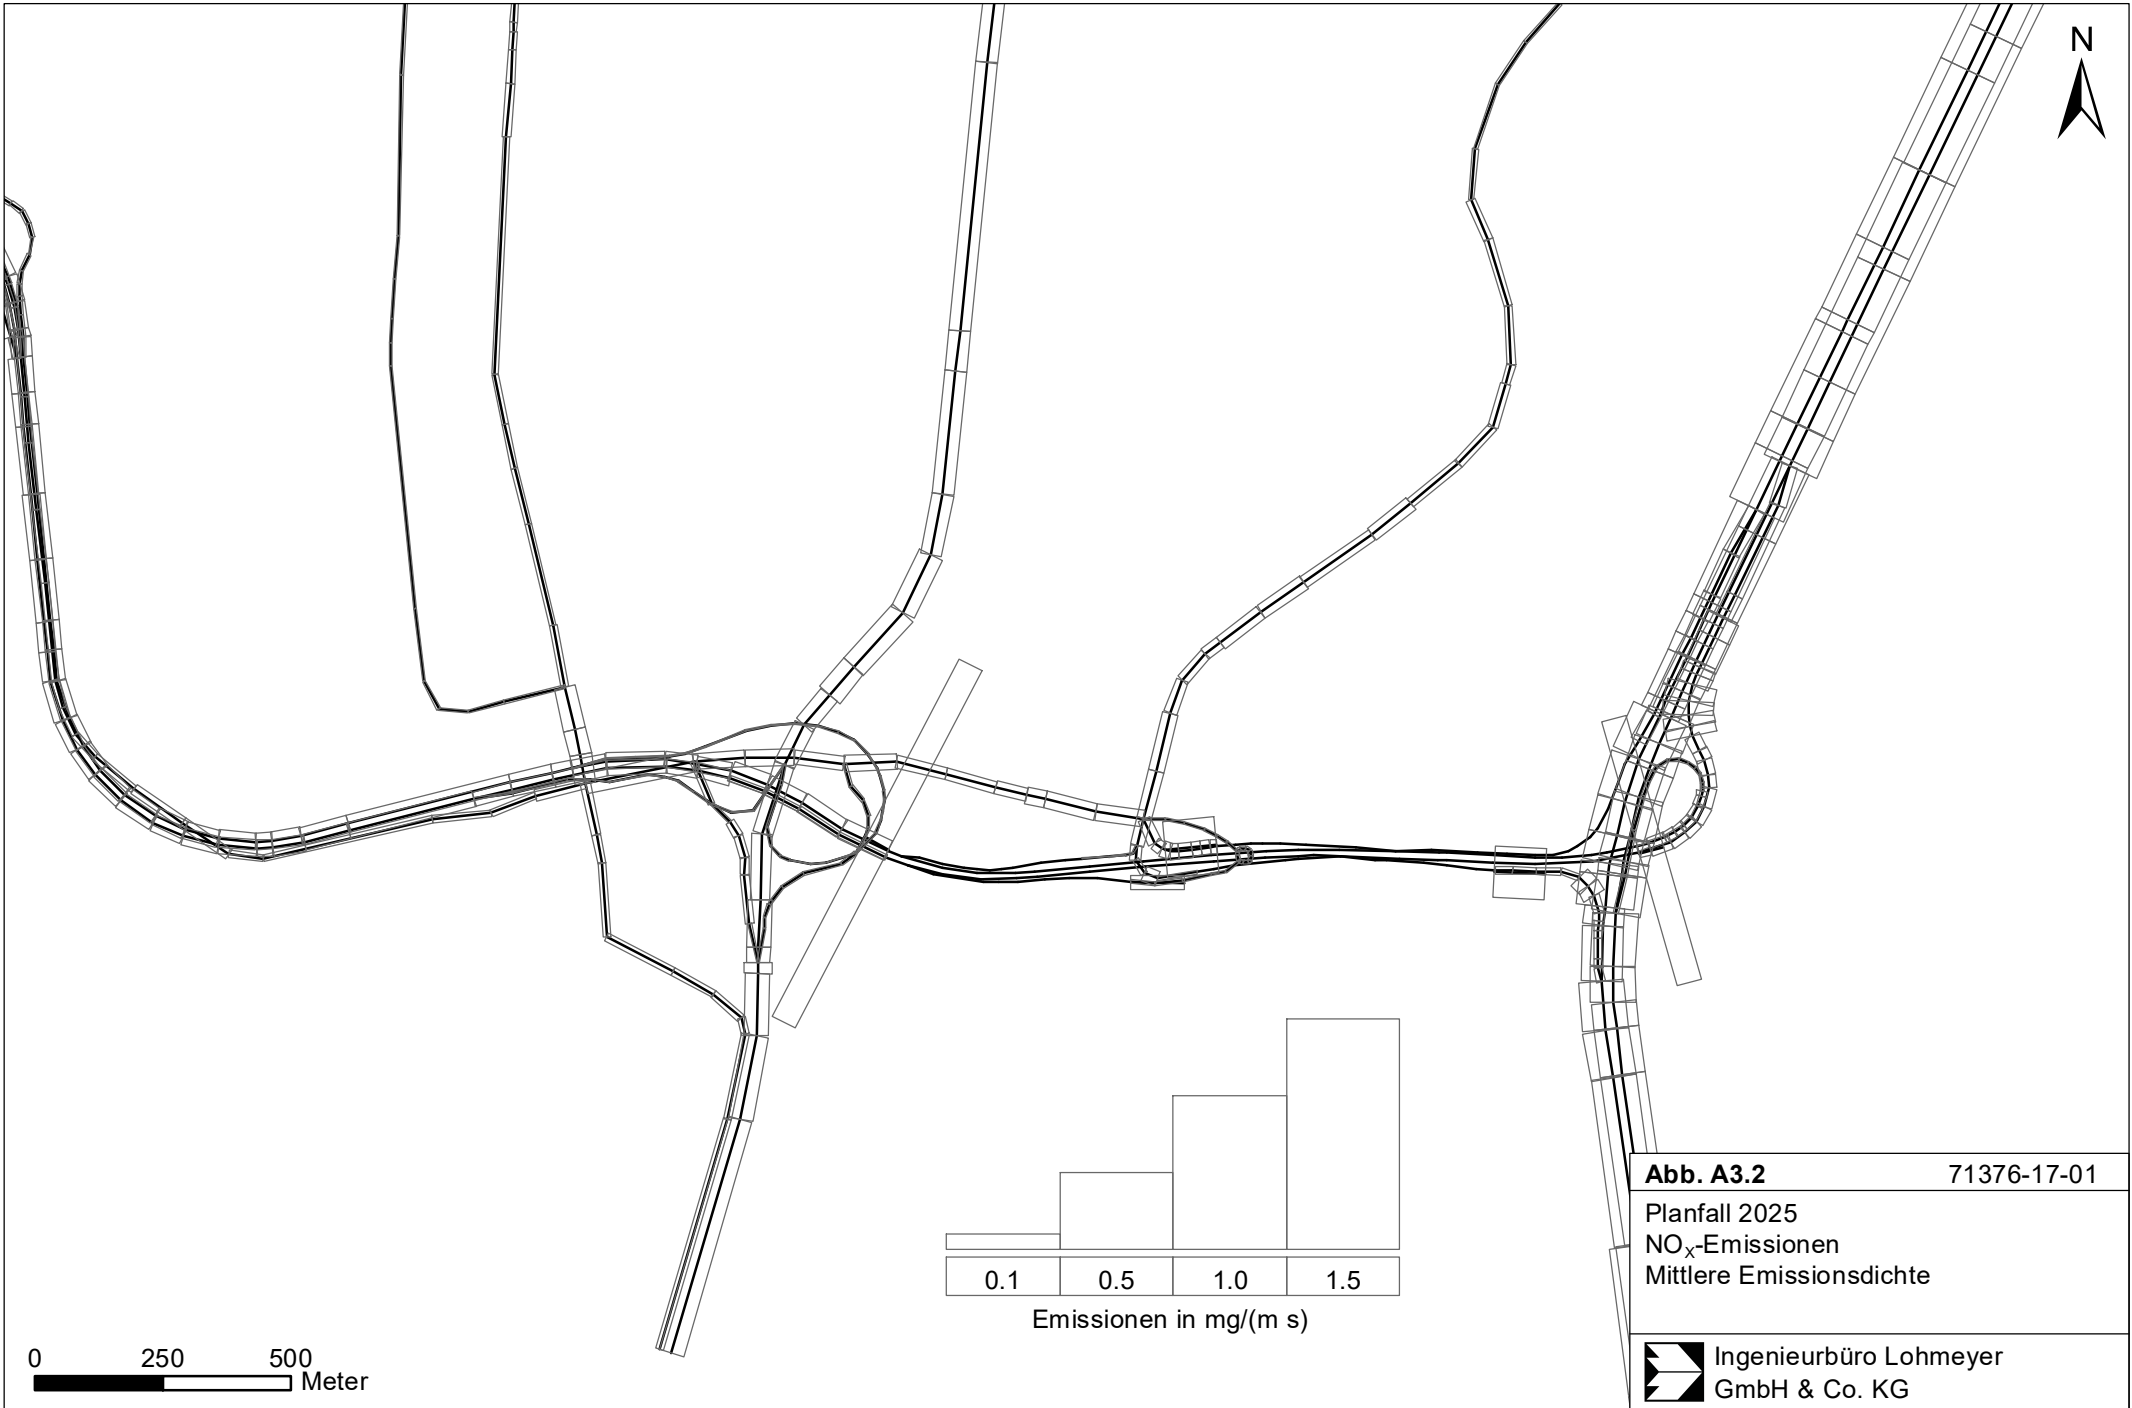 N
0.1 0.5 1.0 1.5
Emissionen in mg/(m s)
0 250 500
Meter
Abb. A3.2 71376-17-01
Planfall 2025
NOX-Emissionen
Mittlere Emissionsdichte
Ingenieurbüro Lohmeyer
GmbH & Co. KG